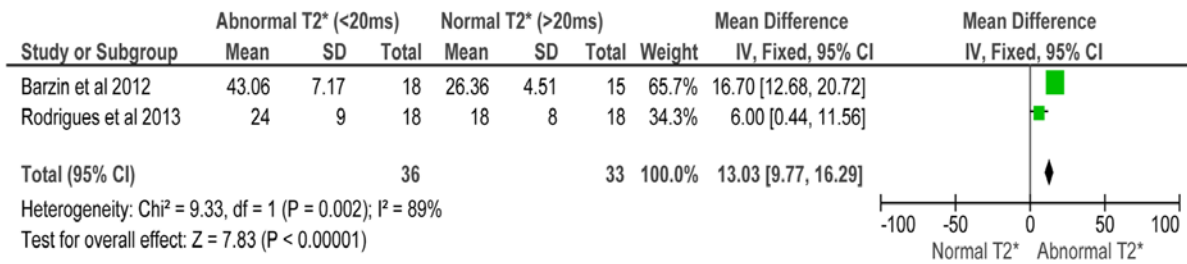 Abnormal T2* (<20ms) Normal T2* (>20ms) Mean Difference Mean Difference
Study or Subgroup Mean SD Total Mean SD Total Weight IV, Fixed, 95% CI IV, Fixed, 95% CI
Barzin et al 2012 43.06 7.17 18 26.36 4.51 15 65.7% 16.70 [12.68, 20.72]
Rodrigues et al 2013 24 9 18 18 8 18 34.3% 6.00 [0.44, 11.56]
Total (95% CI) 36 33 100.0% 13.03 [9.77, 16.29]
Heterogeneity: Chi² = 9.33, df = 1 (P = 0.002); I² = 89%
Test for overall effect: Z = 7.83 (P < 0.00001)
-100 -50 0 50 100
Normal T2* Abnormal T2*